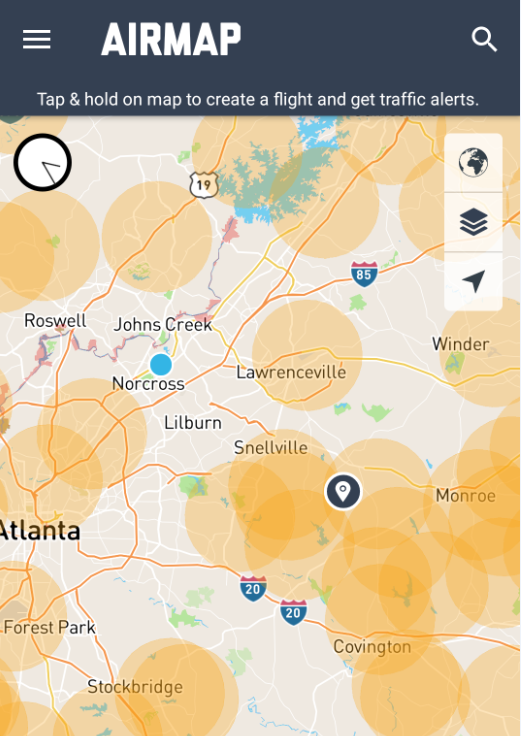 AIRMAP
Tap & hold on map to create a flight and get traffic alerts.
19
85
Roswell
Johns Creek
Winder
Norcross
Lawrenceville
Lilburn
Snellville
Monroe
Atlanta
20
20
Forest Park
Covington
Stockbridge